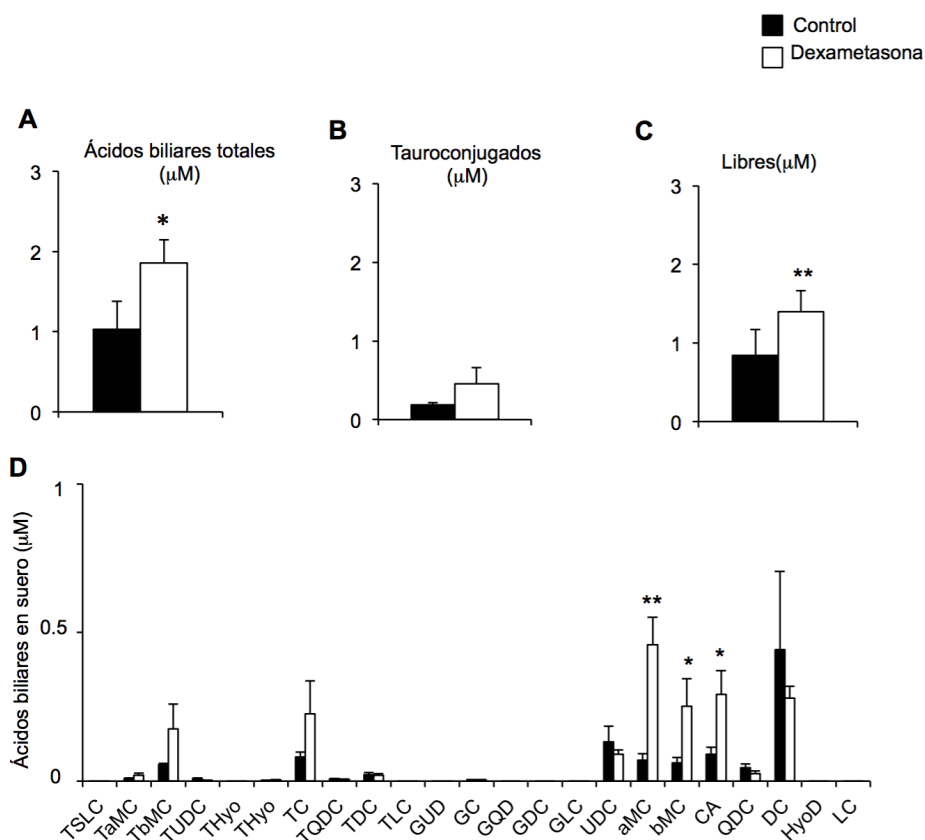 Control
Dexametasona
A
Ácidos biliares totales
(μM)
3
2
1
0
*
B
Tauroconjugados
(μM)
3
2
1
0
C
Libres(μM)
3
2
1
0
**
D
Ácidos biliares en suero (μM)
1
0.5
0
**
*
*
TSLC
TaMC
TbMC
TUDC
THyo
THyo
TC
TQDC
TDC
TLC
GUD
GC
GQD
GDC
GLC
UDC
aMC
bMC
CA
QDC
DC
HyoD
LC